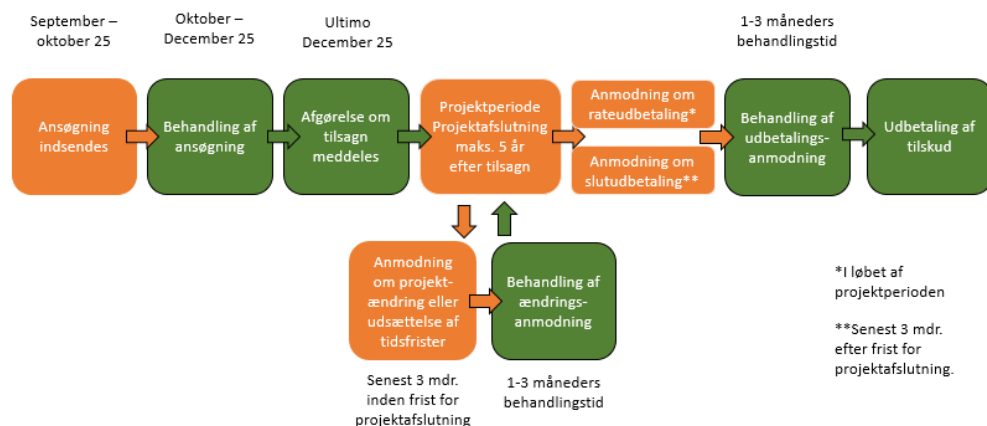 September –
oktober 25
Oktober –
December 25
Ultimo
December 25
1-3 måneders
behandlingstid
Ansøgning
indsendes
Behandling af
ansøgning
Afgørelse om
tilsagn
meddeles
Projektperiode
Projektafslutning
maks. 5 år
efter tilsagn
Anmodning om
rateudbetaling*
Anmodning om
slutudbetaling**
Behandling af
udbetalings-
anmodning
Udbetaling af
tilskud
Anmodning
om projekt-
ændring eller
udsættelse af
tidsfrister
Behandling af
ændrings-
anmodning
Senest 3 mdr.
inden frist for
projektafslutning
1-3 måneders
behandlingstid
*I løbet af
projektperioden
**Senest 3 mdr.
efter frist for
projektafslutning.